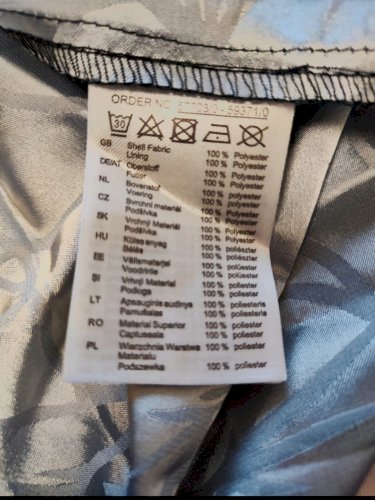 ORDER NO.
30
GB Shell Fabric 100 % Polyester
Lining 100 % Polyester
DE/AT Oberstoff 100 % Polyester
Futter 100 % Polyester
NL Bovenstof 100 % Polyester
Voering 100 % Polyester
CZ Svrchní materiál 100 % Polyester
Podšívka 100 % Polyester
SK Vrchný Materiál 100 % Polyester
Podšívka 100 % Polyester
HU Külső anyag 100 % poliészter
Bélés 100 % poliészter
EE 100 % polüester
Voodririie 100 % polüester
SI Vrhnji Material 100 % poliester
Podloga 100 % poliester
LT Apsauginis audinys 100 % poliesteris
Pamušalas 100 % poliesteris
RO Material Superior 100 % poliester
Captuseala 100 % poliester
PL Wierzchnia Warstwa 100 % poliester
Materialu
Podszewka 100 % poliester